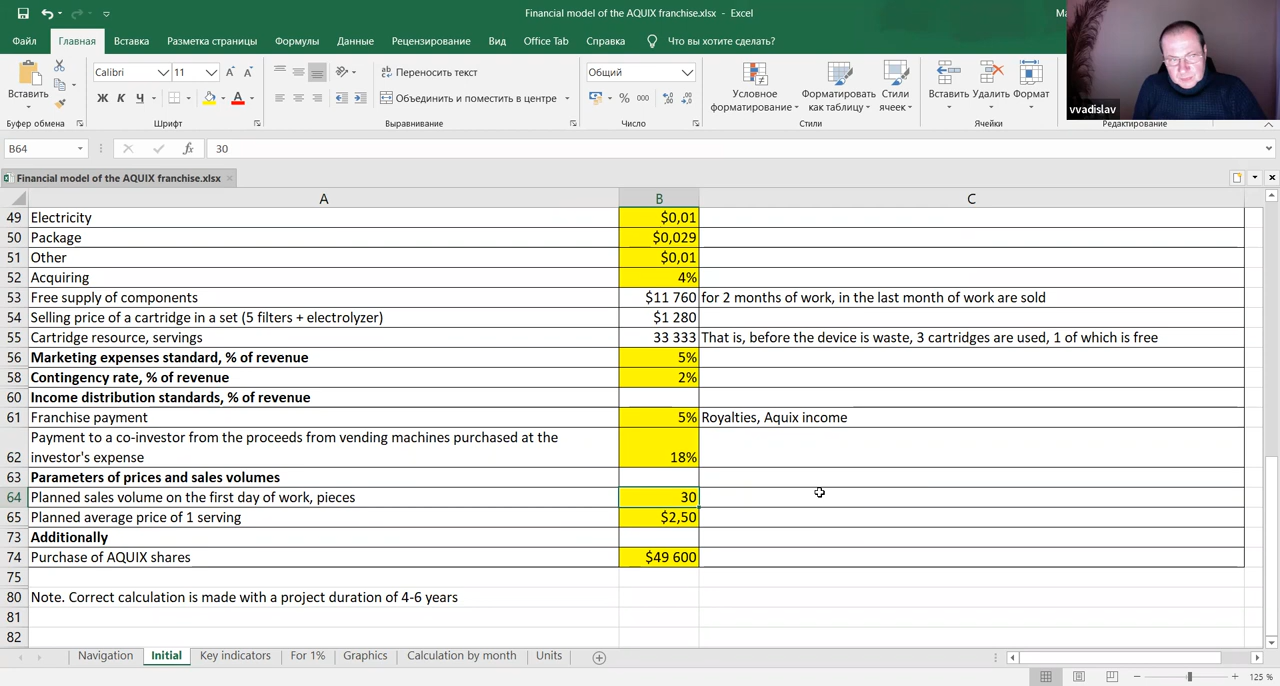 Financial model of the AQUIX franchise.xlsx - Excel
Файл Главная Вставка Разметка страницы Формулы Данные Рецензирование Вид Office Tab Справка Что вы хотите сделать?
Calibri 11 Переносить текст Общий
Вставить Ж К Ч А Объединить и поместить в центре % 000 Условное форматирование Форматировать как таблицу Стили ячеек Вставить Удалить Формат
Буфер обмена Шрифт Выравнивание Число Стили Ячейки Редактирование
vvadislav
B64 fx 30
Financial model of the AQUIX franchise.xlsx
A B C
49 Electricity $0,01
50 Package $0,029
51 Other $0,01
52 Acquiring 4%
53 Free supply of components $11 760 for 2 months of work, in the last month of work are sold
54 Selling price of a cartridge in a set (5 filters + electrolyzer) $1 280
55 Cartridge resource, servings 33 333 That is, before the device is waste, 3 cartridges are used, 1 of which is free
56 Marketing expenses standard, % of revenue 5%
58 Contingency rate, % of revenue 2%
60 Income distribution standards, % of revenue
61 Franchise payment 5% Royalties, Aquix income
Payment to a co-investor from the proceeds from vending machines purchased at the
62 investor's expense 18%
63 Parameters of prices and sales volumes
64 Planned sales volume on the first day of work, pieces 30
65 Planned average price of 1 serving $2,50
73 Additionally
74 Purchase of AQUIX shares $49 600
75
80 Note. Correct calculation is made with a project duration of 4-6 years
81
82
Navigation Initial Key indicators For 1% Graphics Calculation by month Units
125 %